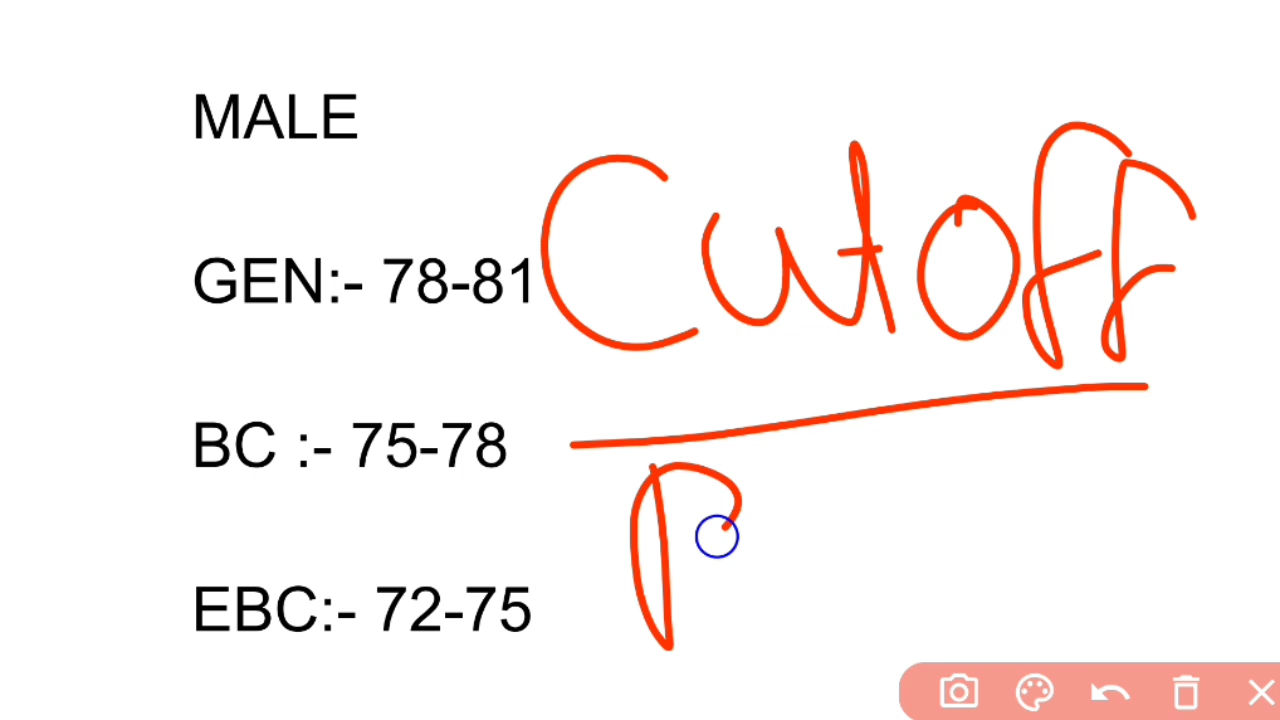 MALE
Cutoff
GEN:- 78-81
BC :- 75-78
P
EBC:- 72-75